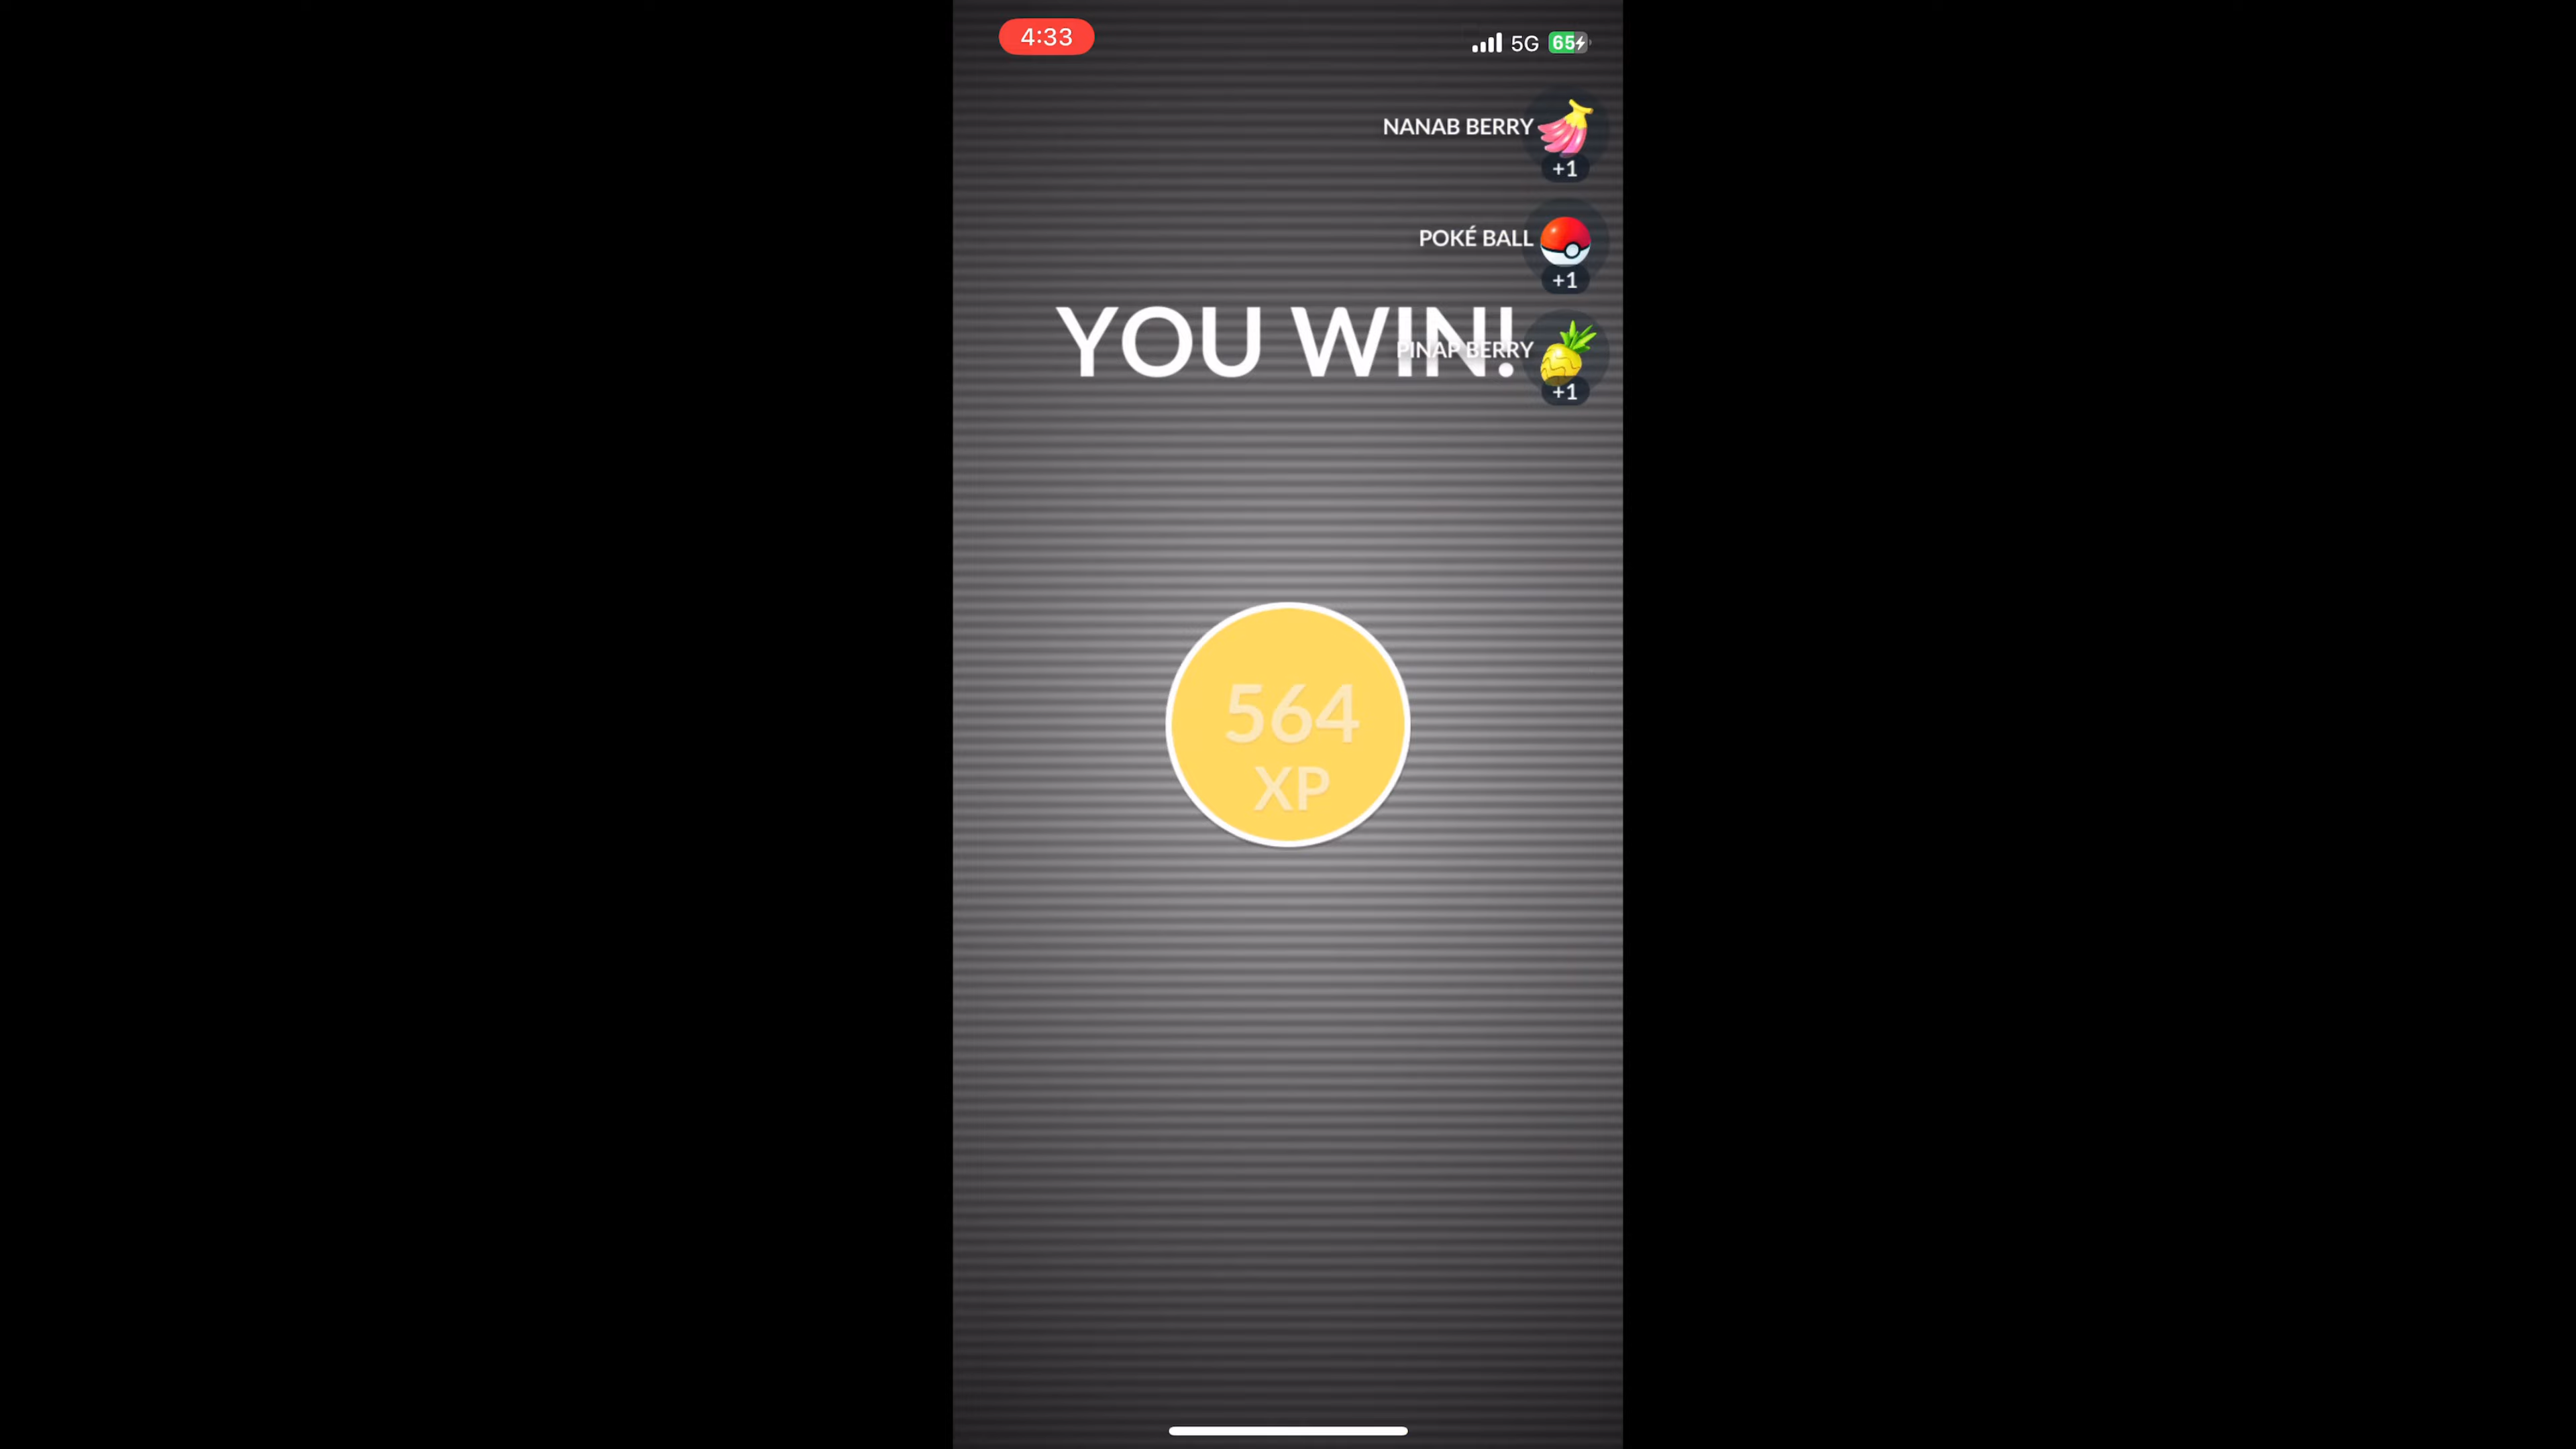 4:33
5G 65
NANAB BERRY
+1
POKÉ BALL
+1
YOU WIN!
PINAP BERRY
+1
564
XP